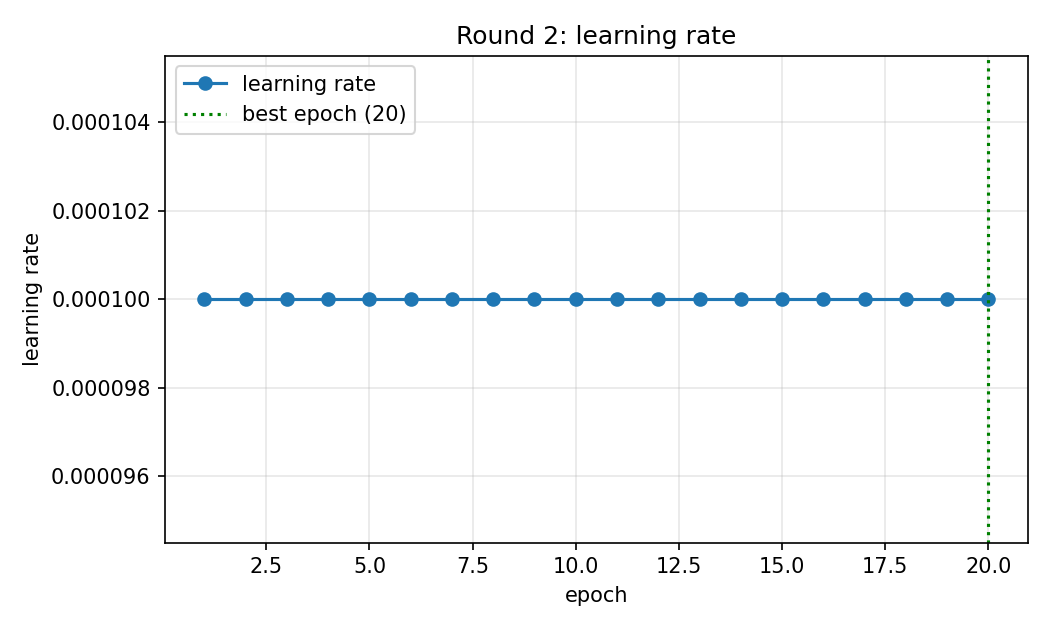 Round 2: learning rate
learning rate
best epoch (20)
0.000104
0.000102
0.000100
0.000098
0.000096
learning rate
2.5 5.0 7.5 10.0 12.5 15.0 17.5 20.0
epoch